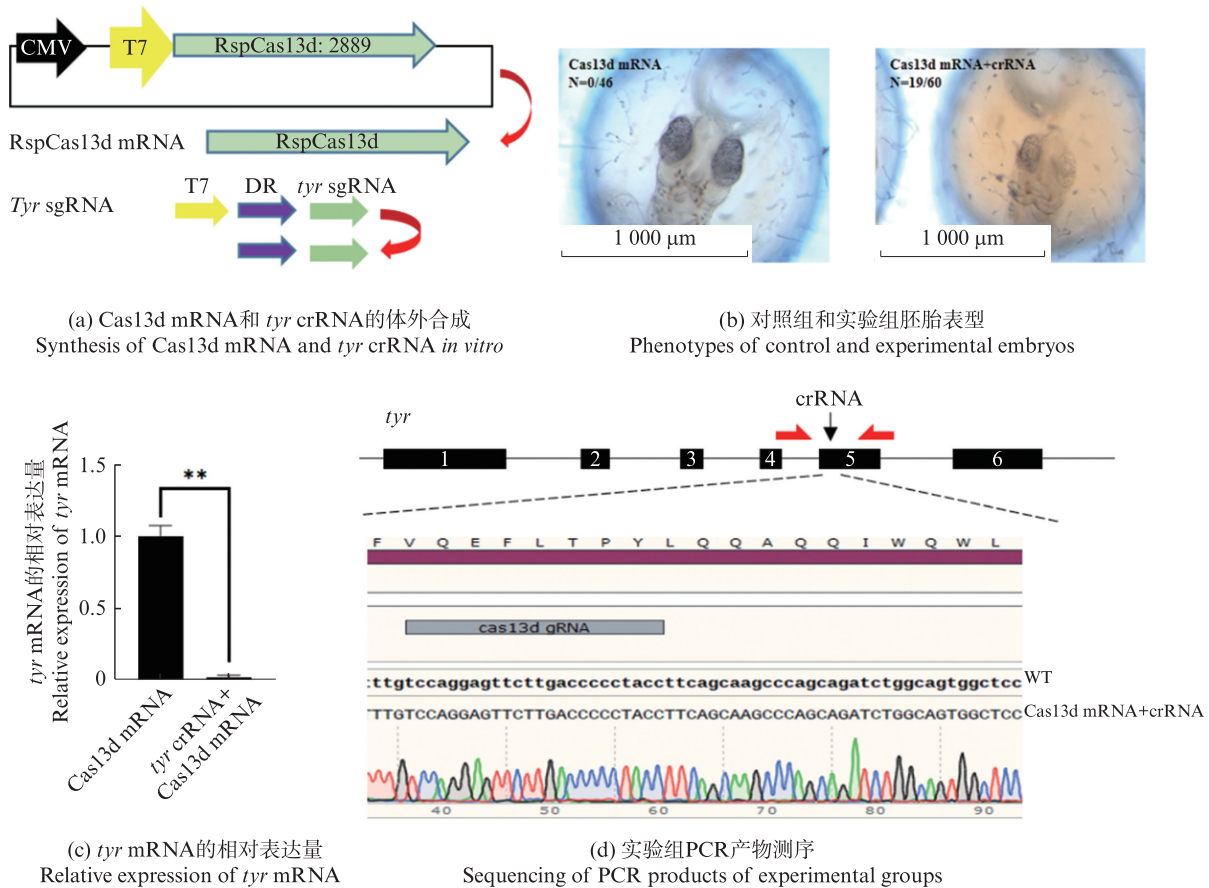 CMV
T7
RspCas13d: 2889
RspCas13d mRNA
RspCas13d
Tyr sgRNA
T7
DR
tyr sgRNA
(a) Cas13d mRNA和 tyr crRNA的体外合成
Synthesis of Cas13d mRNA and tyr crRNA in vitro
Cas13d mRNA
N=0/46
1 000 μm
Cas13d mRNA+crRNA
N=19/60
1 000 μm
(b) 对照组和实验组胚胎表型
Phenotypes of control and experimental embryos
tyr mRNA的相对表达量
Relative expression of tyr mRNA
1.5
1.0
0.5
0
**
Cas13d mRNA
tyr crRNA+
Cas13d mRNA
(c) tyr mRNA的相对表达量
Relative expression of tyr mRNA
tyr
crRNA
1 2 3 4 5 6
F V Q E F L T P Y L Q Q A Q Q I W Q W L
cas13d gRNA
ttgtccaggagttcttgacccccctaccttcagcaagcccagcagatctggcagtggctcc
WT
TTGTCCAGGAGTTCTTGACCCCCTACCTTCAGCAAGCCCAGCAGATCTGGCAGTGGCTCC
Cas13d mRNA+crRNA
40 50 60 70 80 90
(d) 实验组PCR产物测序
Sequencing of PCR products of experimental groups